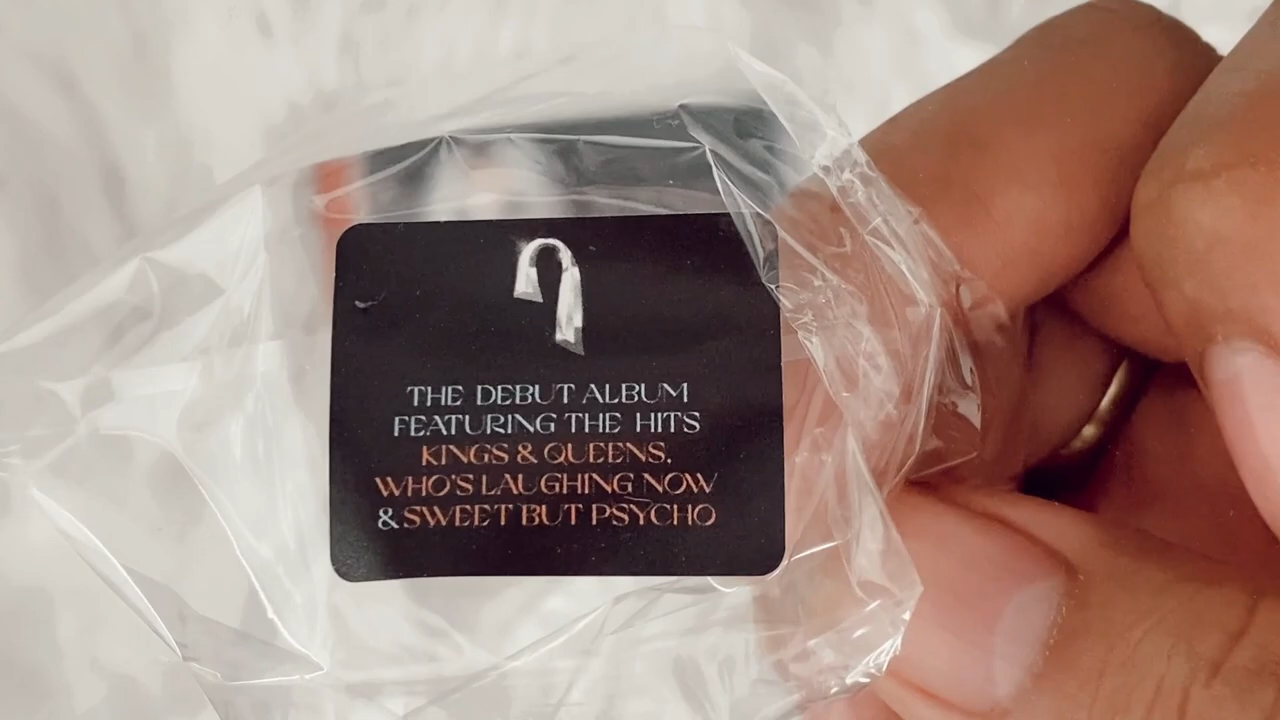 THE DEBUT ALBUM
FEATURING THE HITS
KINGS & QUEENS,
WHO'S LAUGHING NOW
& SWEET BUT PSYCHO